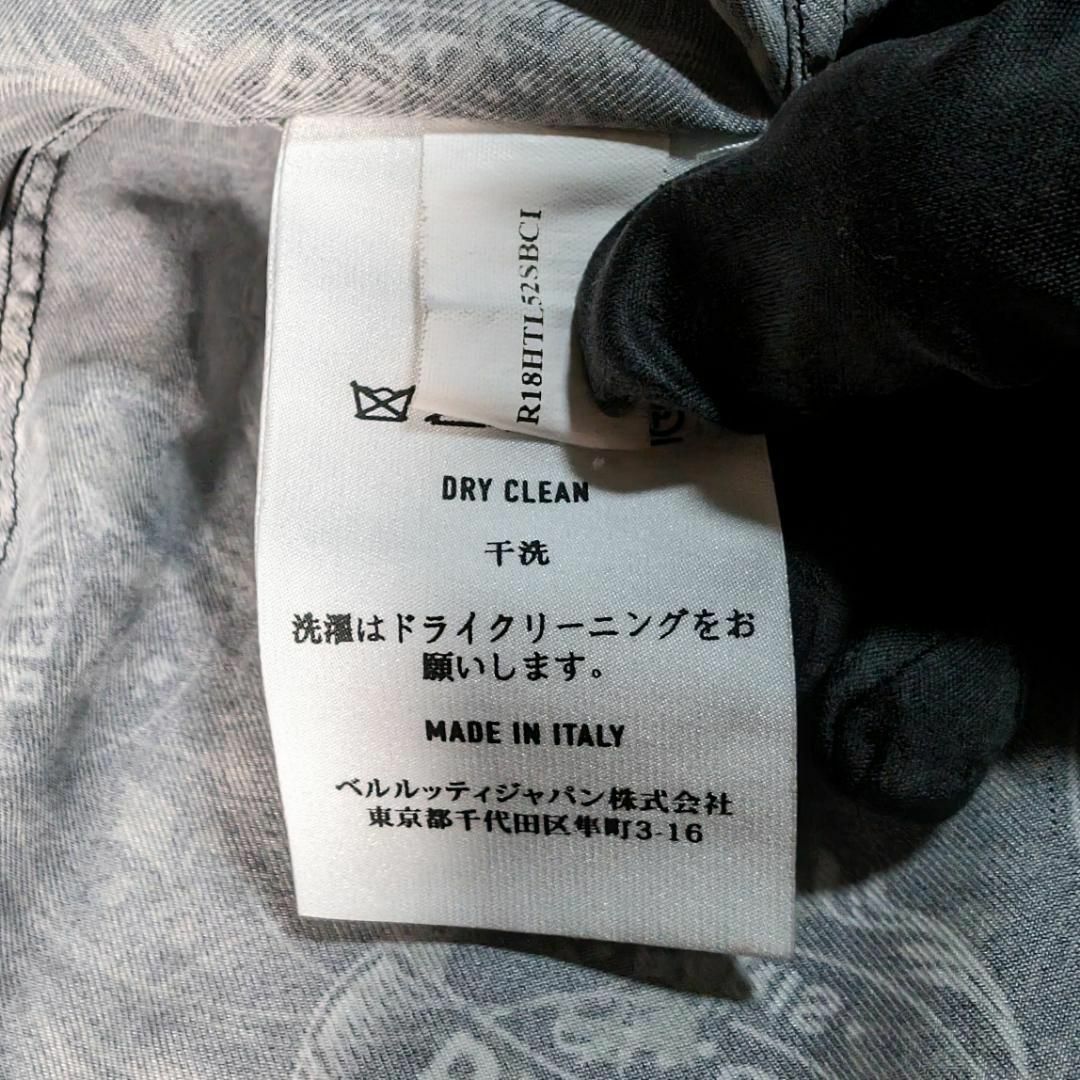 R18HTL52SBC1
DRY CLEAN
干洗
洗濯はドライクリーニングをお
願いします。
MADE IN ITALY
ベルルッティジャパン株式会社
東京都千代田区隼町3-16